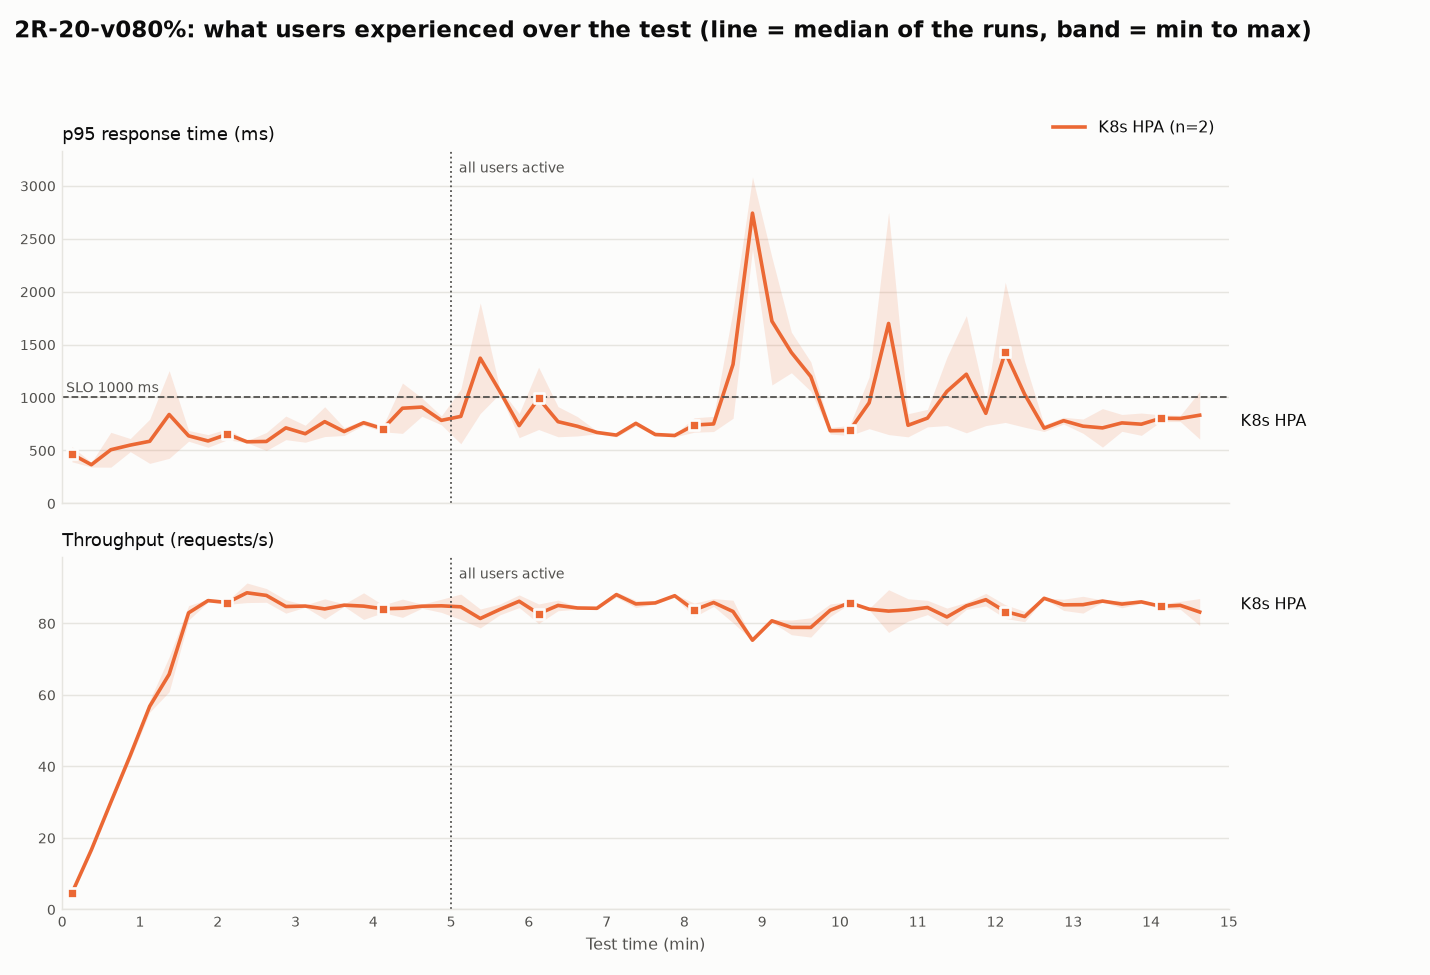 2R-20-v080%: what users experienced over the test (line = median of the runs, band = min to max)
K8s HPA (n=2)
p95 response time (ms)
all users active
3000
2500
2000
1500
SLO 1000 ms
1000
K8s HPA
500
0
Throughput (requests/s)
all users active
K8s HPA
80
60
40
20
0
0 1 2 3 4 5 6 7 8 9 10 11 12 13 14 15
Test time (min)